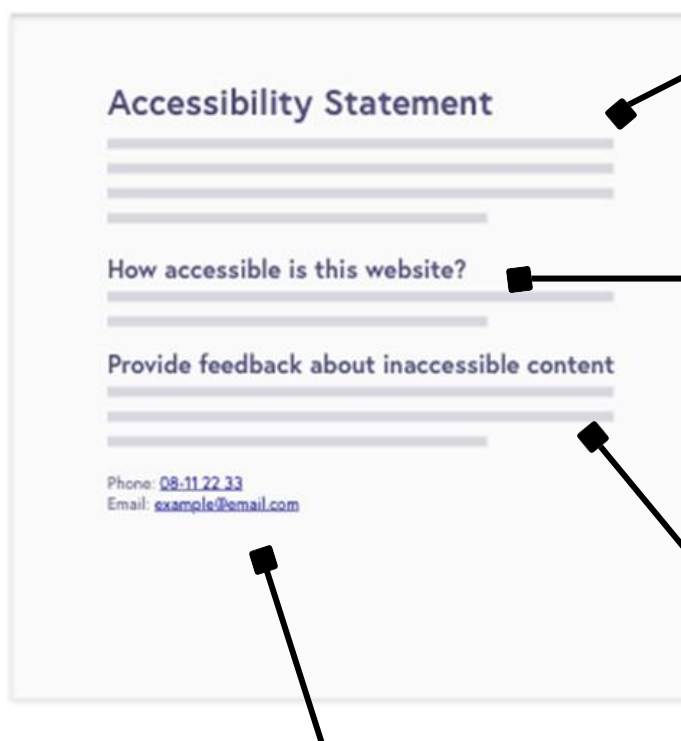 Accessibility Statement
How accessible is this website?
Provide feedback about inaccessible content
Phone: 08-11 22 33
Email: example@email.com